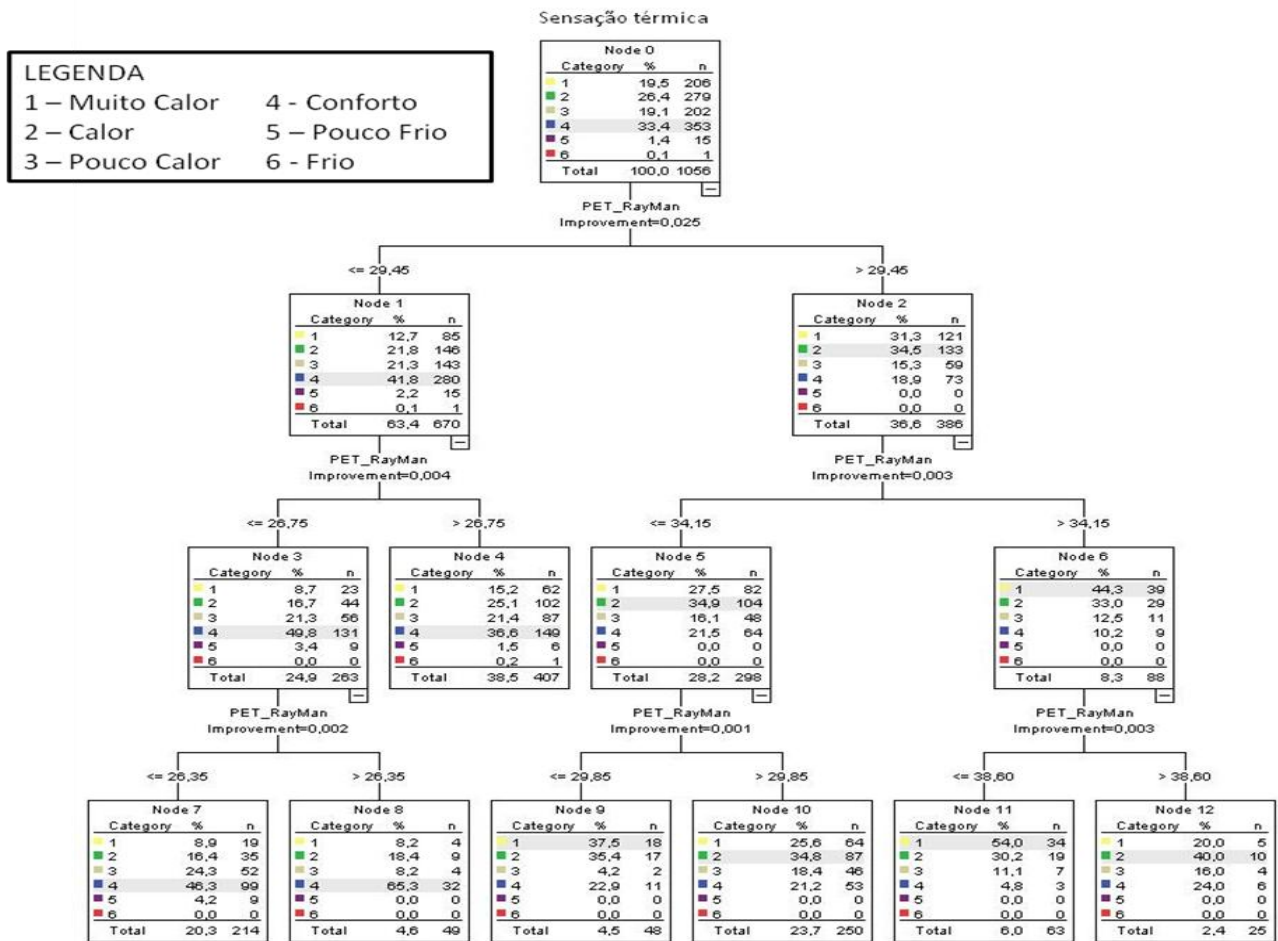 Sensação térmica
LEGENDA
1 – Muito Calor 4 - Conforto
2 – Calor 5 – Pouco Frio
3 – Pouco Calor 6 - Frio
Node 0
Category % n
1 19,5 206
2 26,4 279
3 19,1 202
4 33,4 353
5 1,4 15
6 0,1 1
Total 100,0 1056
PET_RayMan
Improvement=0,025
<= 29,45
> 29,45
Node 1
Category % n
1 12,7 85
2 21,8 146
3 21,3 143
4 41,8 280
5 2,2 15
6 0,1 1
Total 63,4 670
PET_RayMan
Improvement=0,004
Node 2
Category % n
1 31,3 121
2 34,5 133
3 15,3 59
4 18,9 73
5 0,0 0
6 0,0 0
Total 36,6 386
PET_RayMan
Improvement=0,003
<= 26,75
> 26,75
<= 34,15
> 34,15
Node 3
Category % n
1 8,7 23
2 16,7 44
3 21,3 56
4 49,8 131
5 3,4 9
6 0,0 0
Total 24,9 263
PET_RayMan
Improvement=0,002
Node 4
Category % n
1 15,2 62
2 25,1 102
3 21,4 87
4 36,6 149
5 1,5 6
6 0,2 1
Total 38,5 407
Node 5
Category % n
1 27,5 82
2 34,9 104
3 16,1 48
4 21,5 64
5 0,0 0
6 0,0 0
Total 28,2 298
PET_RayMan
Improvement=0,001
Node 6
Category % n
1 44,3 39
2 33,0 29
3 12,5 11
4 10,2 9
5 0,0 0
6 0,0 0
Total 8,3 88
PET_RayMan
Improvement=0,003
<= 26,35
> 26,35
<= 29,85
> 29,85
<= 38,60
> 38,60
Node 7
Category % n
1 8,9 19
2 16,4 35
3 24,3 52
4 46,3 99
5 4,2 9
6 0,0 0
Total 20,3 214
Node 8
Category % n
1 8,2 4
2 18,4 9
3 8,2 4
4 65,3 32
5 0,0 0
6 0,0 0
Total 4,6 49
Node 9
Category % n
1 37,5 18
2 35,4 17
3 4,2 2
4 22,9 11
5 0,0 0
6 0,0 0
Total 4,5 48
Node 10
Category % n
1 25,6 64
2 34,8 87
3 18,4 46
4 21,2 53
5 0,0 0
6 0,0 0
Total 23,7 250
Node 11
Category % n
1 54,0 34
2 30,2 19
3 11,1 7
4 4,8 3
5 0,0 0
6 0,0 0
Total 6,0 63
Node 12
Category % n
1 20,0 5
2 40,0 10
3 16,0 4
4 24,0 6
5 0,0 0
6 0,0 0
Total 2,4 25